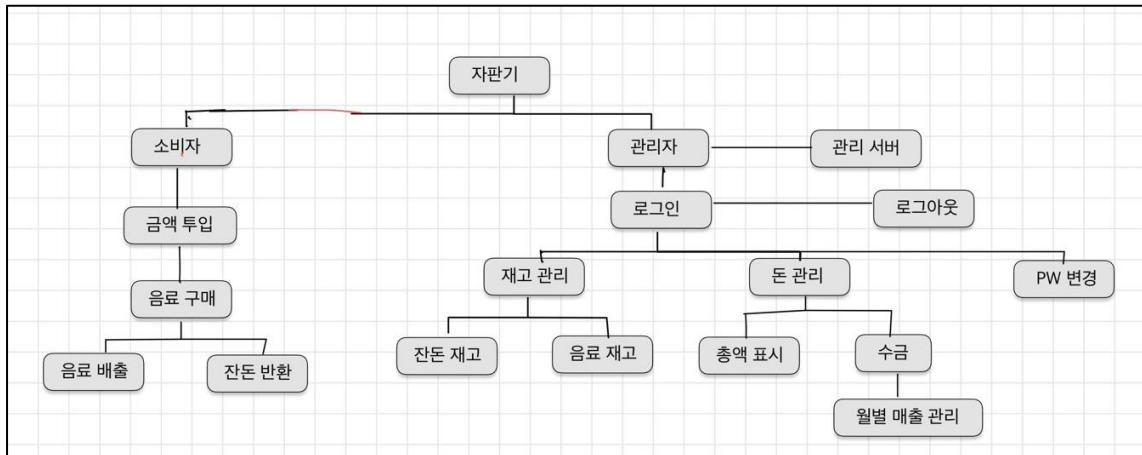 자판기
소비자
관리자
관리 서버
금액 투입
로그인
로그아웃
음료 구매
재고 관리
돈 관리
PW 변경
음료 배출
잔돈 반환
잔돈 재고
음료 재고
총액 표시
수금
월별 매출 관리